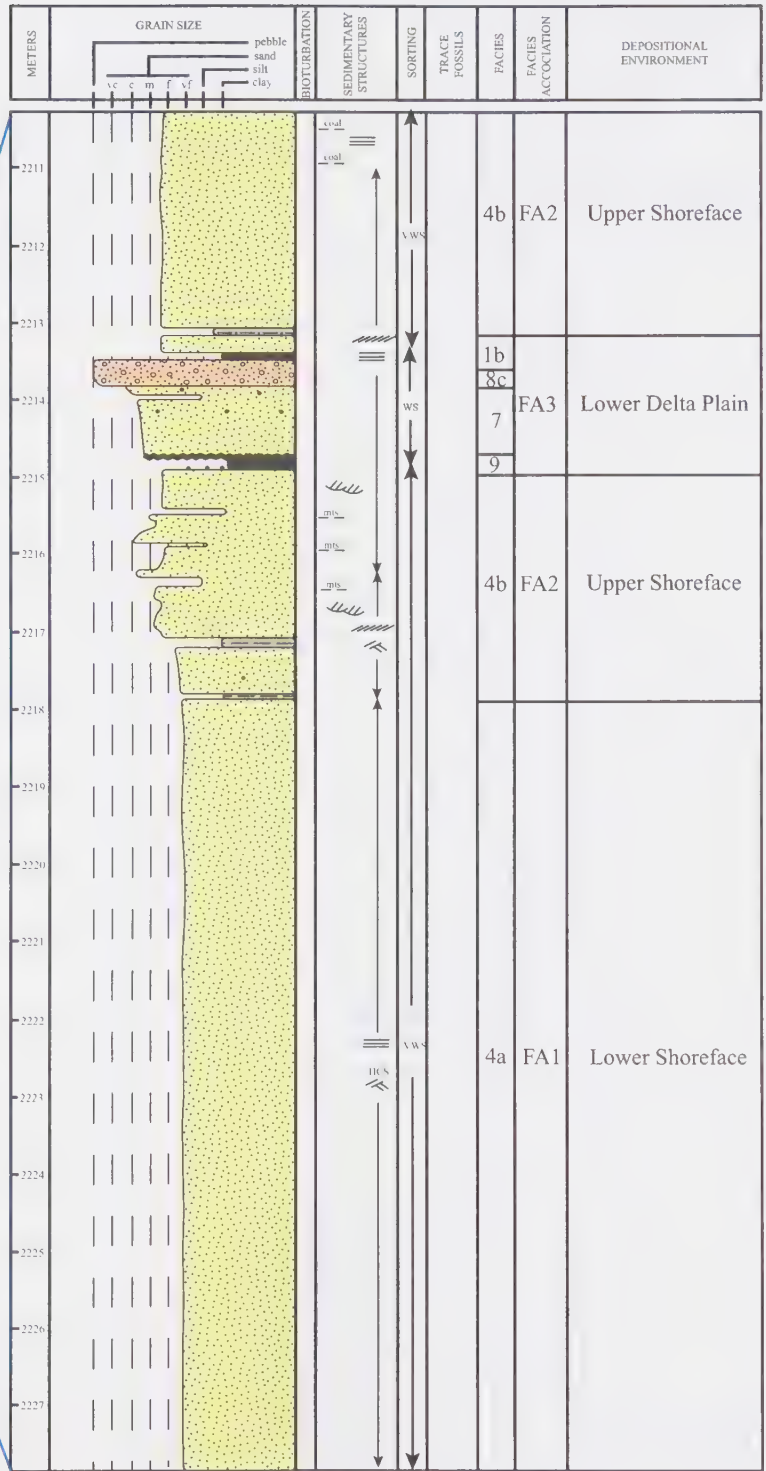 METERS
GRAIN SIZE
pebble
sand
silt
clay
vc c m f vf
BIOTURBATION
SEDIMENTARY STRUCTURES
SORTING
TRACE FOSSILS
FACIES
FACIES ACCOCIATION
DEPOSITIONAL ENVIRONMENT
coal
coal
2211
VWS
4b FA2 Upper Shoreface
2212
2213
1b
8c
2214
WS
7
FA3 Lower Delta Plain
9
2215
mts
mts
2216
mts
4b FA2 Upper Shoreface
2217
2218
2219
2220
2221
2222
VWS
HCS
4a FA1 Lower Shoreface
2223
2224
2225
2226
2227